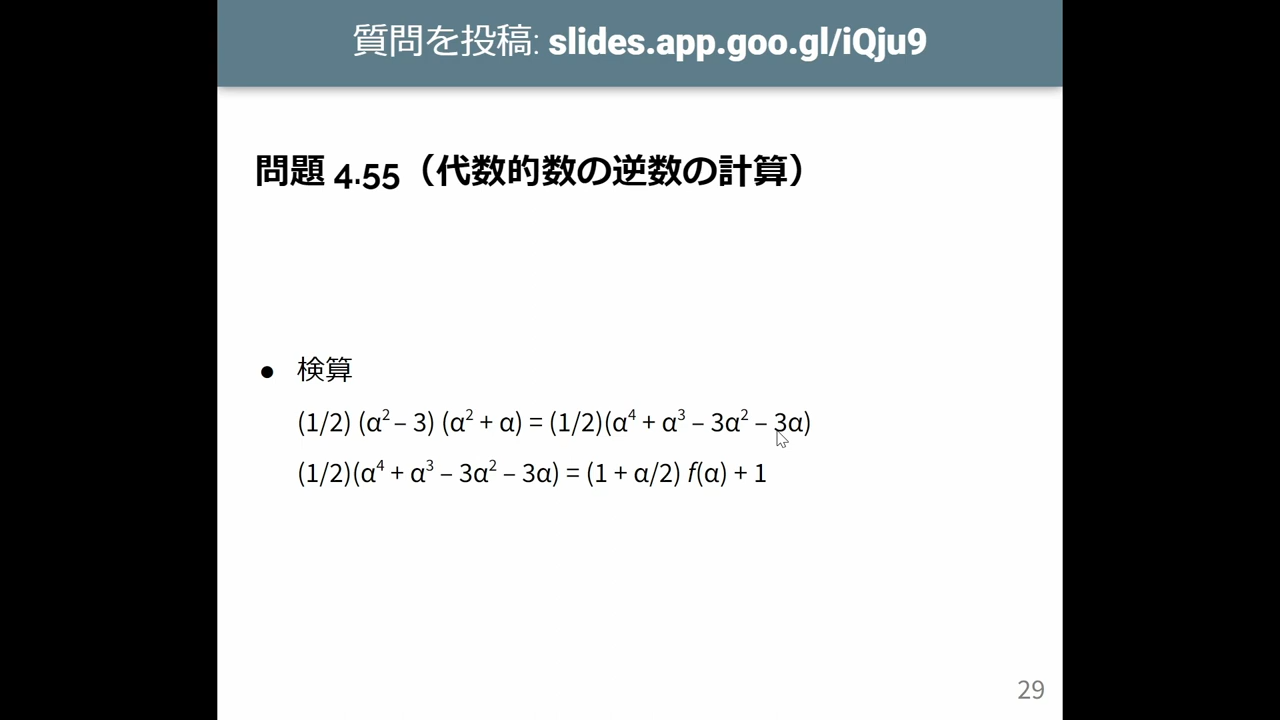 質問を投稿: slides.app.goo.gl/iQju9
問題 4.55（代数的数の逆数の計算）
● 検算
(1/2) (α² – 3) (α² + α) = (1/2)(α⁴ + α³ – 3α² – 3α)
(1/2)(α⁴ + α³ – 3α² – 3α) = (1 + α/2) f(α) + 1
29